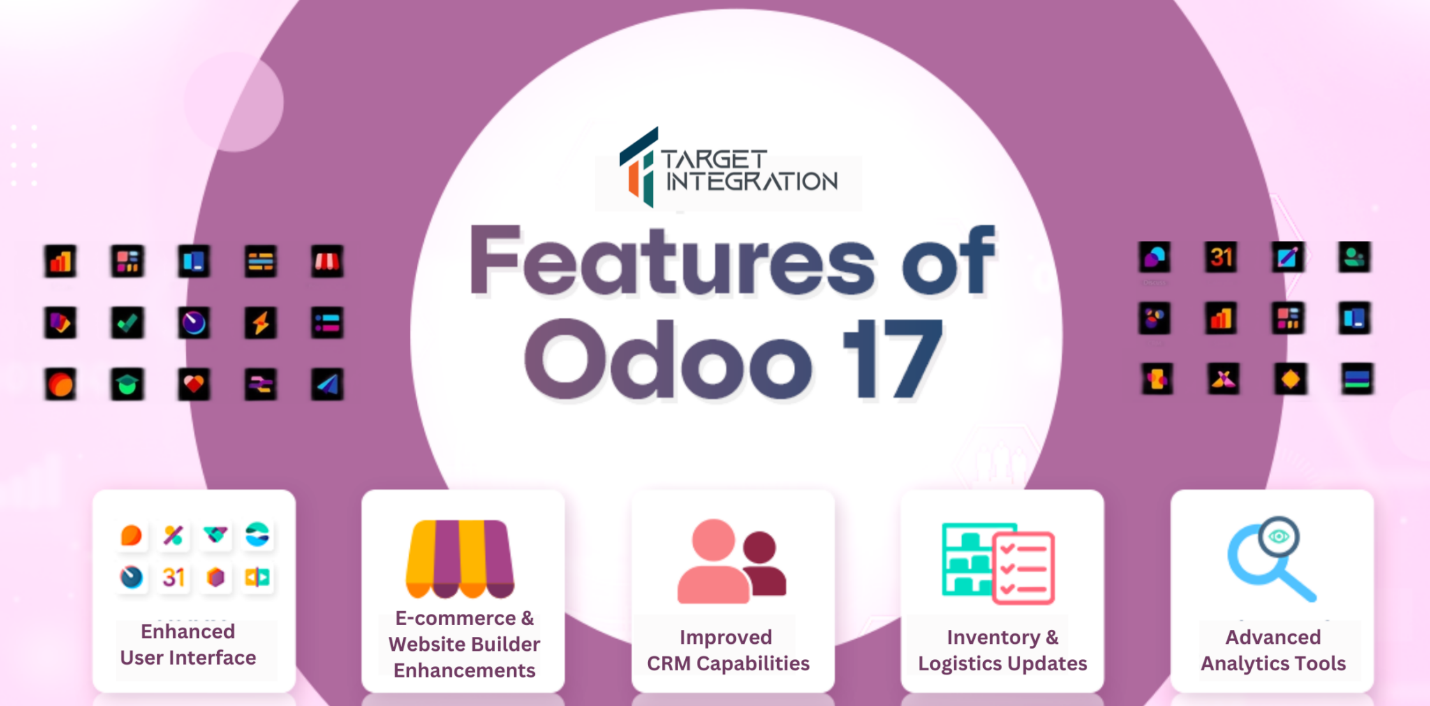 TARGET
INTEGRATION
Features of
Odoo 17
31
31
Enhanced
User Interface
E-commerce &
Website Builder
Enhancements
Improved
CRM Capabilities
Inventory &
Logistics Updates
Advanced
Analytics Tools